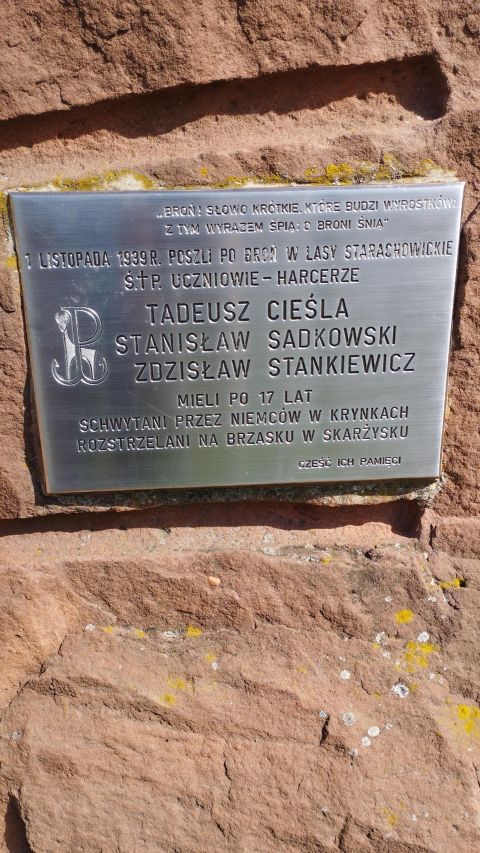 „BROŃ! SŁOWO KRÓTKIE, KTÓRE BUDZI WYROSTKÓW,
Z TYM WYRAZEM ŚPIĄ, O BRONI ŚNIĄ”
1 LISTOPADA 1939 R. POSZLI PO BROŃ W LASY STARACHOWICKIE
Ś†P. UCZNIOWIE – HARCERZE
TADEUSZ CIEŚLA
STANISŁAW SADKOWSKI
ZDZISŁAW STANKIEWICZ
MIELI PO 17 LAT
SCHWYTANI PRZEZ NIEMCÓW W KRYNKACH
ROZSTRZELANI NA BRZASKU W SKARŻYSKU
CZEŚĆ ICH PAMIĘCI